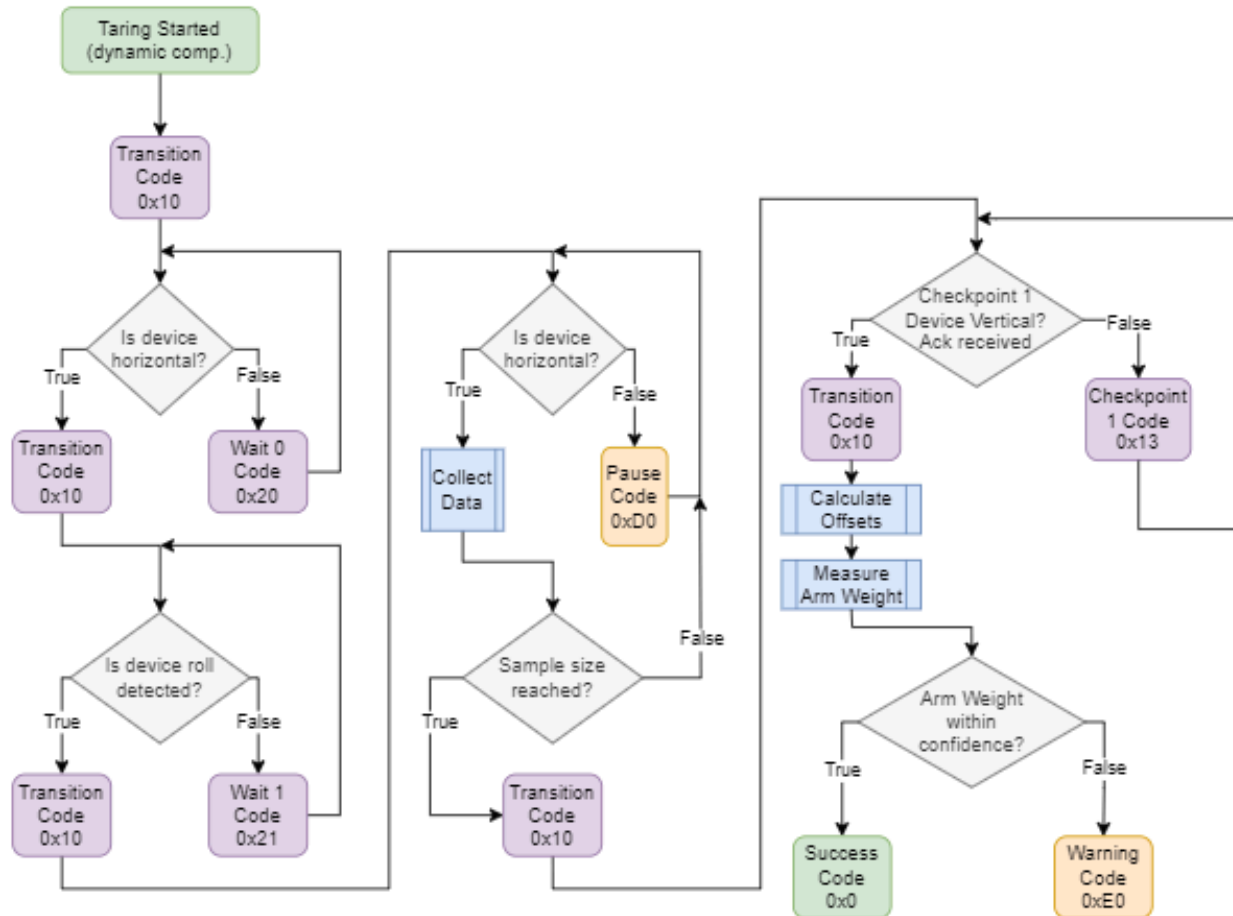 Taring Started
(dynamic comp.)
Transition
Code
0x10
Is device
horizontal?
True
False
Transition
Code
0x10
Wait 0
Code
0x20
Is device roll
detected?
True
False
Transition
Code
0x10
Wait 1
Code
0x21
Is device
horizontal?
True
False
Collect
Data
Pause
Code
0xD0
Sample size
reached?
False
True
Transition
Code
0x10
Checkpoint 1
Device Vertical?
Ack received
True
False
Transition
Code
0x10
Checkpoint
1 Code
0x13
Calculate
Offsets
Measure
Arm Weight
Arm Weight
within
confidence?
True
False
Success
Code
0x0
Warning
Code
0xE0